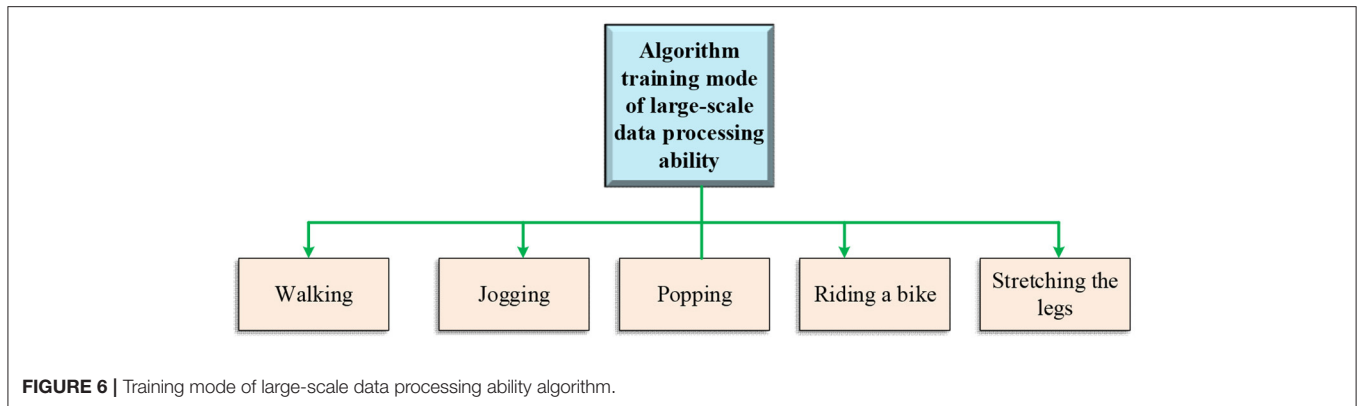 Algorithm
training mode
of large-scale
data processing
ability
Walking
Jogging
Popping
Riding a bike
Stretching the
legs
FIGURE 6 | Training mode of large-scale data processing ability algorithm.